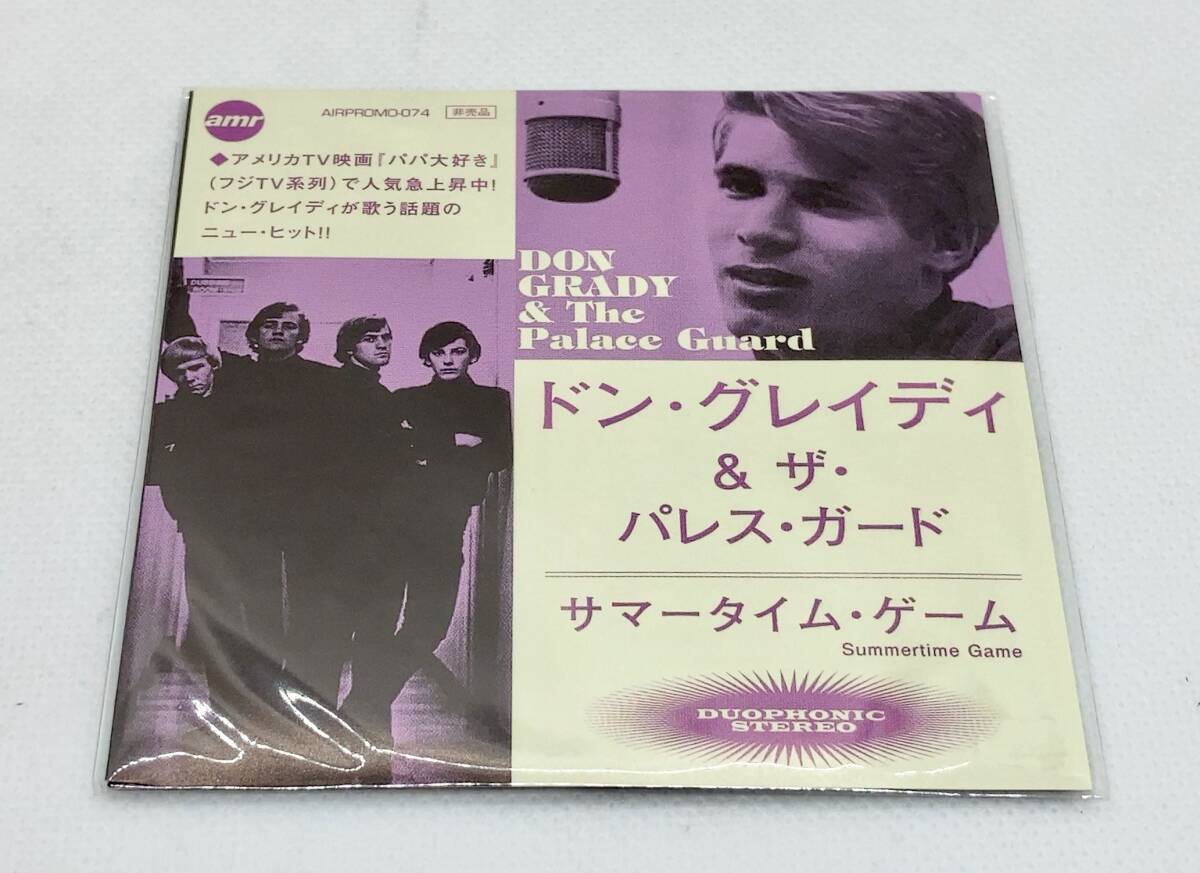 amr
AIRPROMO-074 非売品
◆アメリカTV映画『パパ大好き』
(フジTV系列)で人気急上昇中!
ドン・グレイディが歌う話題の
ニュー・ヒット!!
DON
GRADY
& The
Palace Guard
ドン・グレイディ
& ザ・
パレス・ガード
サマータイム・ゲーム
Summertime Game
DUOPHONIC
STEREO